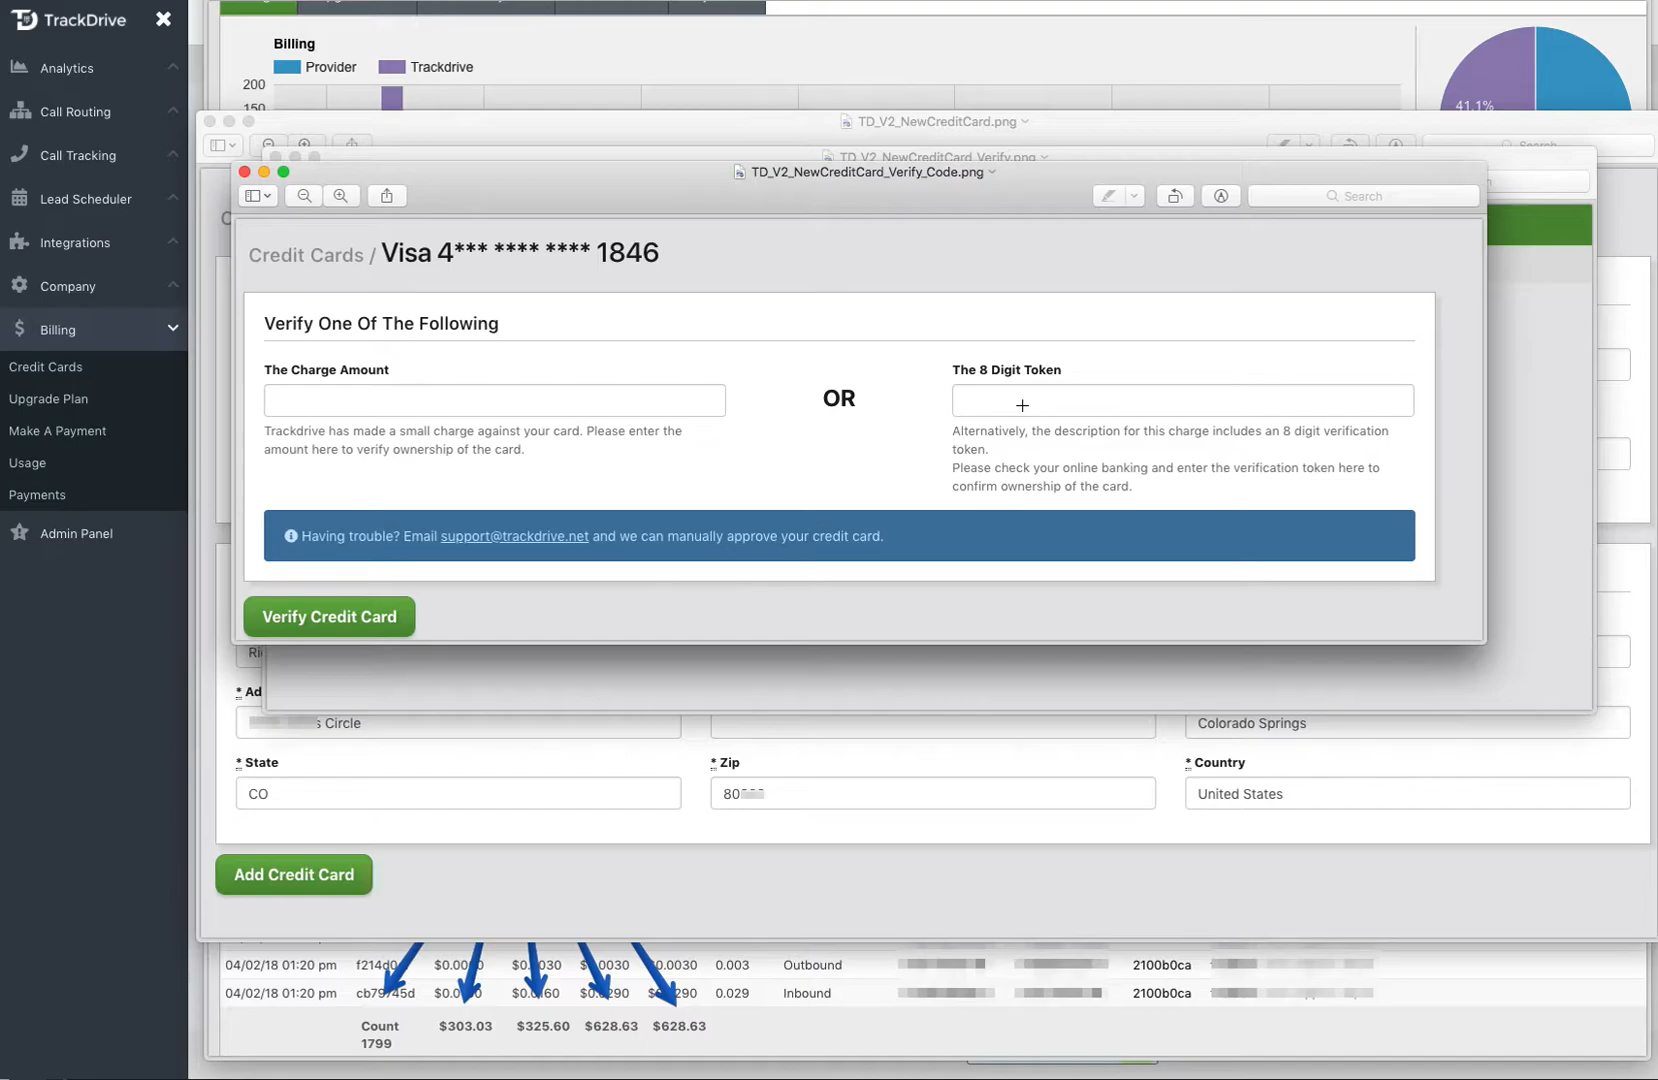 TrackDrive
Analytics
Call Routing
Call Tracking
Lead Scheduler
Integrations
Company
Billing
Credit Cards
Upgrade Plan
Make A Payment
Usage
Payments
Admin Panel
Billing
Provider
Trackdrive
200
150
41.1%
TD_V2_NewCreditCard.png
Search
TD_V2_NewCreditCard_Verify.png
TD_V2_NewCreditCard_Verify_Code.png
Search
Credit Cards / Visa 4*** **** **** 1846
Verify One Of The Following
The Charge Amount
Trackdrive has made a small charge against your card. Please enter the
amount here to verify ownership of the card.
OR
The 8 Digit Token
Alternatively, the description for this charge includes an 8 digit verification
token.
Please check your online banking and enter the verification token here to
confirm ownership of the card.
Having trouble? Email support@trackdrive.net and we can manually approve your credit card.
Verify Credit Card
* Ad
s Circle
Colorado Springs
* State
* Zip
* Country
CO
80
United States
Add Credit Card
04/02/18 01:20 pm f214d0 0.003 Outbound 2100b0ca
04/02/18 01:20 pm 0.029 Inbound 2100b0ca
Count $303.03 $325.60 $628.63 $628.63
1799